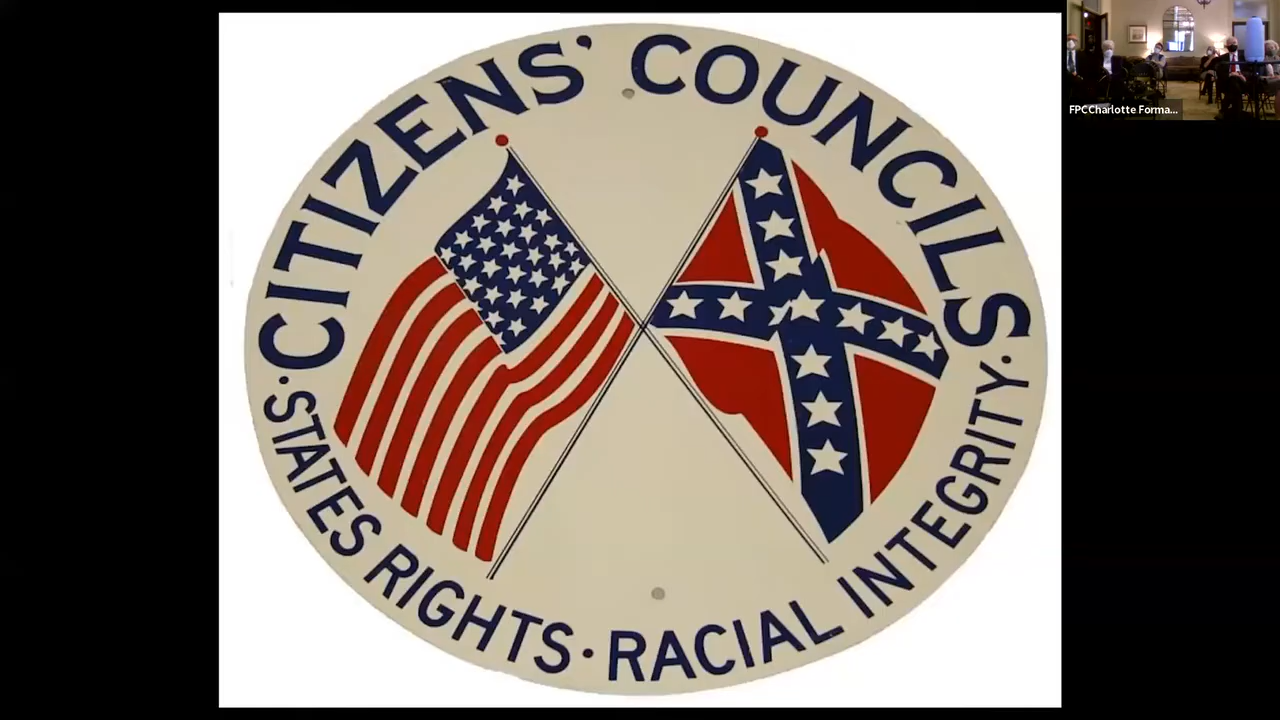 CITIZENS' COUNCILS
·STATES RIGHTS·RACIAL INTEGRITY·
FPCCharlotte Forma...